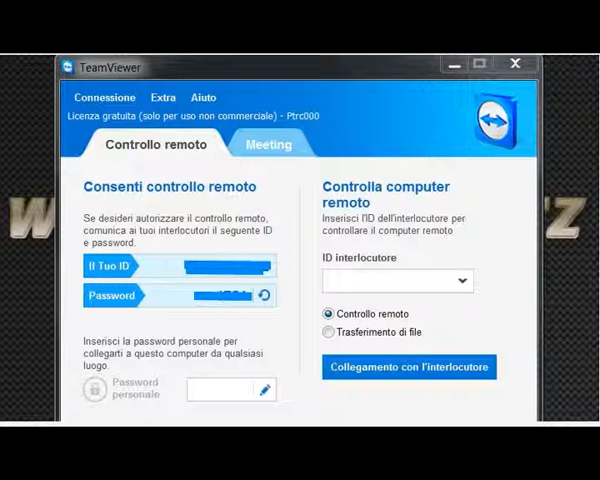 TeamViewer
Connessione Extra Aiuto
Licenza gratuita (solo per uso non commerciale) - Ptrc000
Controllo remoto Meeting
Consenti controllo remoto
Se desideri autorizzare il controllo remoto,
comunica ai tuoi interlocutori il seguente ID
e password.
Il Tuo ID
Password
Inserisci la password personale per
collegarti a questo computer da qualsiasi
luogo.
Password
personale
Controlla computer
remoto
Inserisci l'ID dell'interlocutore per
controllare il computer remoto
ID interlocutore
Controllo remoto
Trasferimento di file
Collegamento con l'interlocutore
W
Z